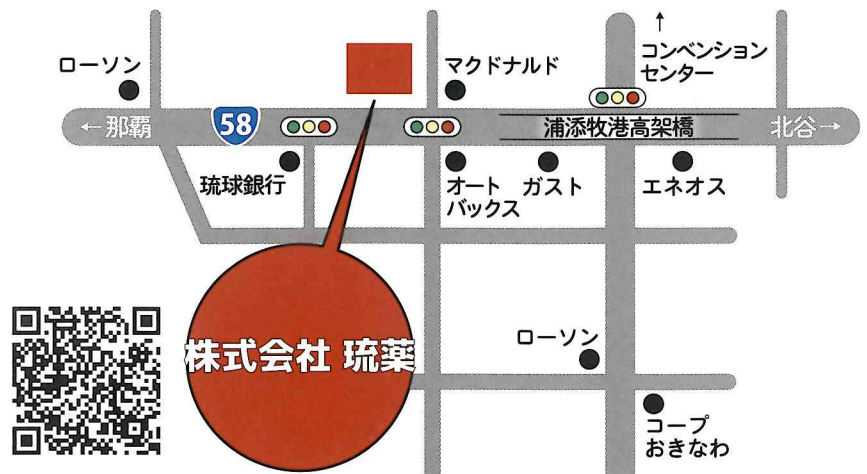 ローソン
マクドナルド
↑
コンベンション
センター
←那覇
58
浦添牧港高架橋
北谷→
琉球銀行
オート
バックス
ガスト
エネオス
株式会社 琉薬
ローソン
コープ
おきなわ